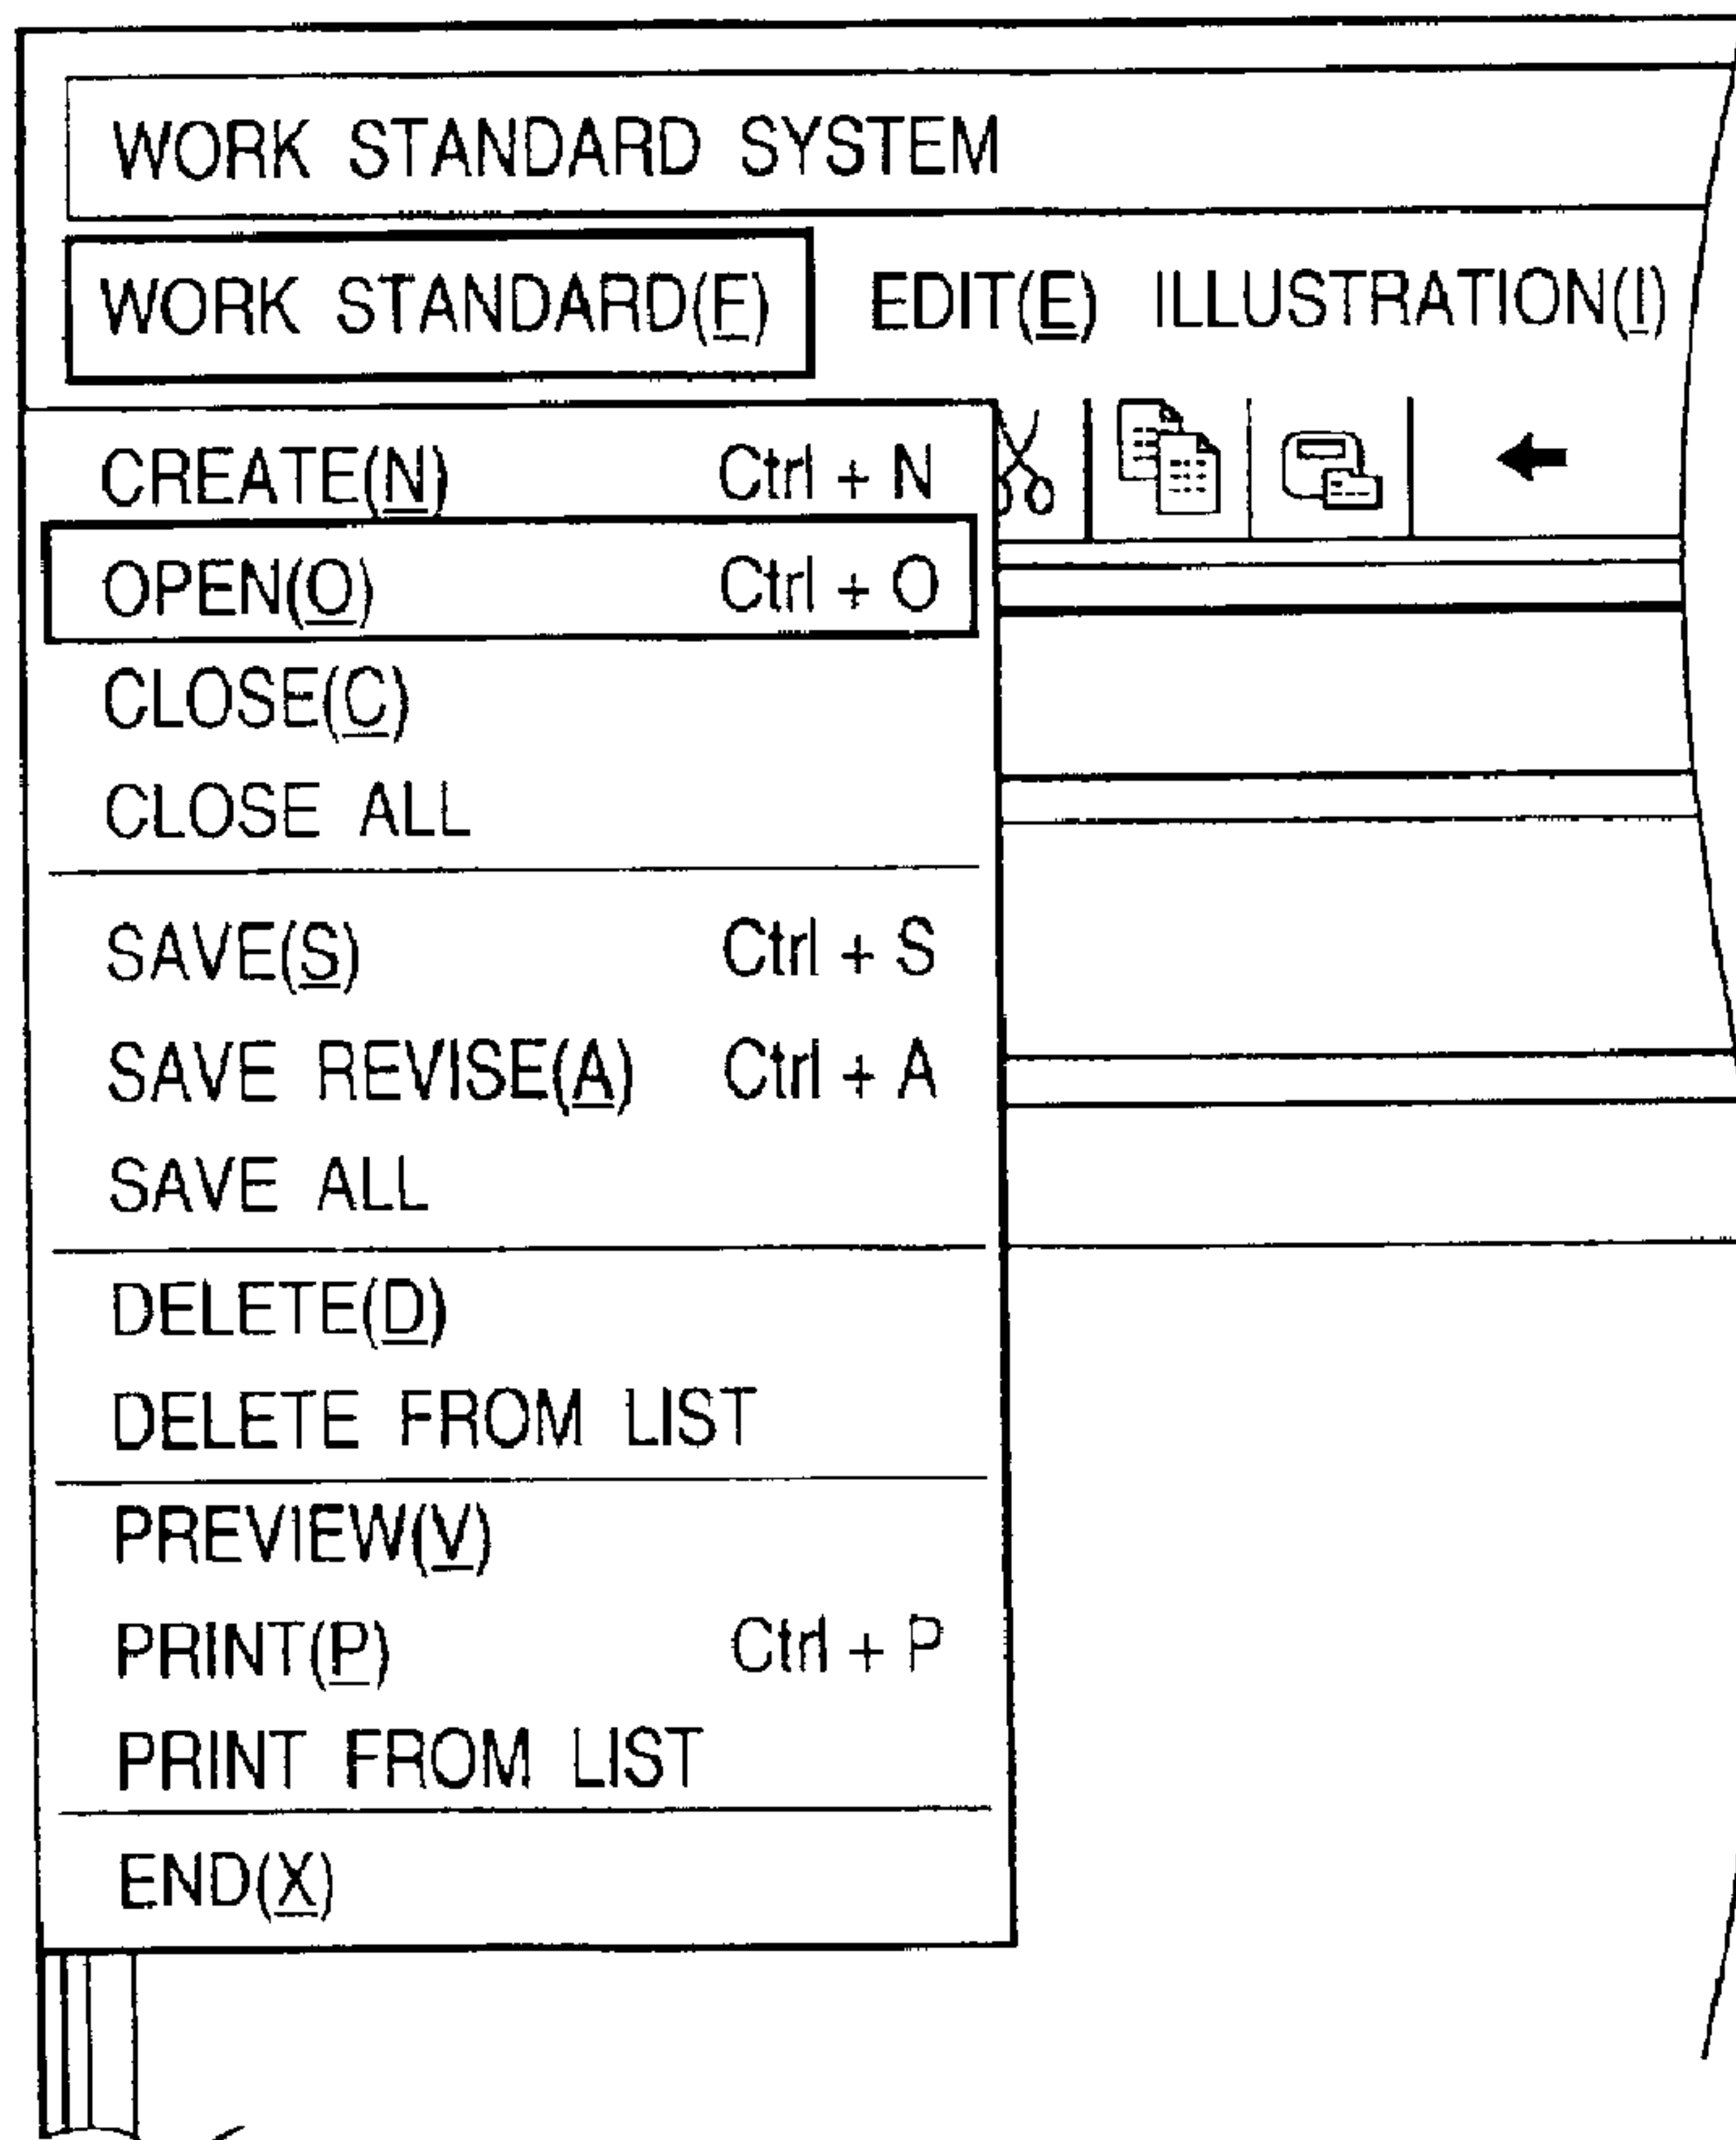 WORK STANDARD SYSTEM
WORK STANDARD(F) EDIT(E) ILLUSTRATION(I)
CREATE(N) Ctrl + N
OPEN(O) Ctrl + O
CLOSE(C)
CLOSE ALL
SAVE(S) Ctrl + S
SAVE REVISE(A) Ctrl + A
SAVE ALL
DELETE(D)
DELETE FROM LIST
PREVIEW(V)
PRINT(P) Ctrl + P
PRINT FROM LIST
END(X)